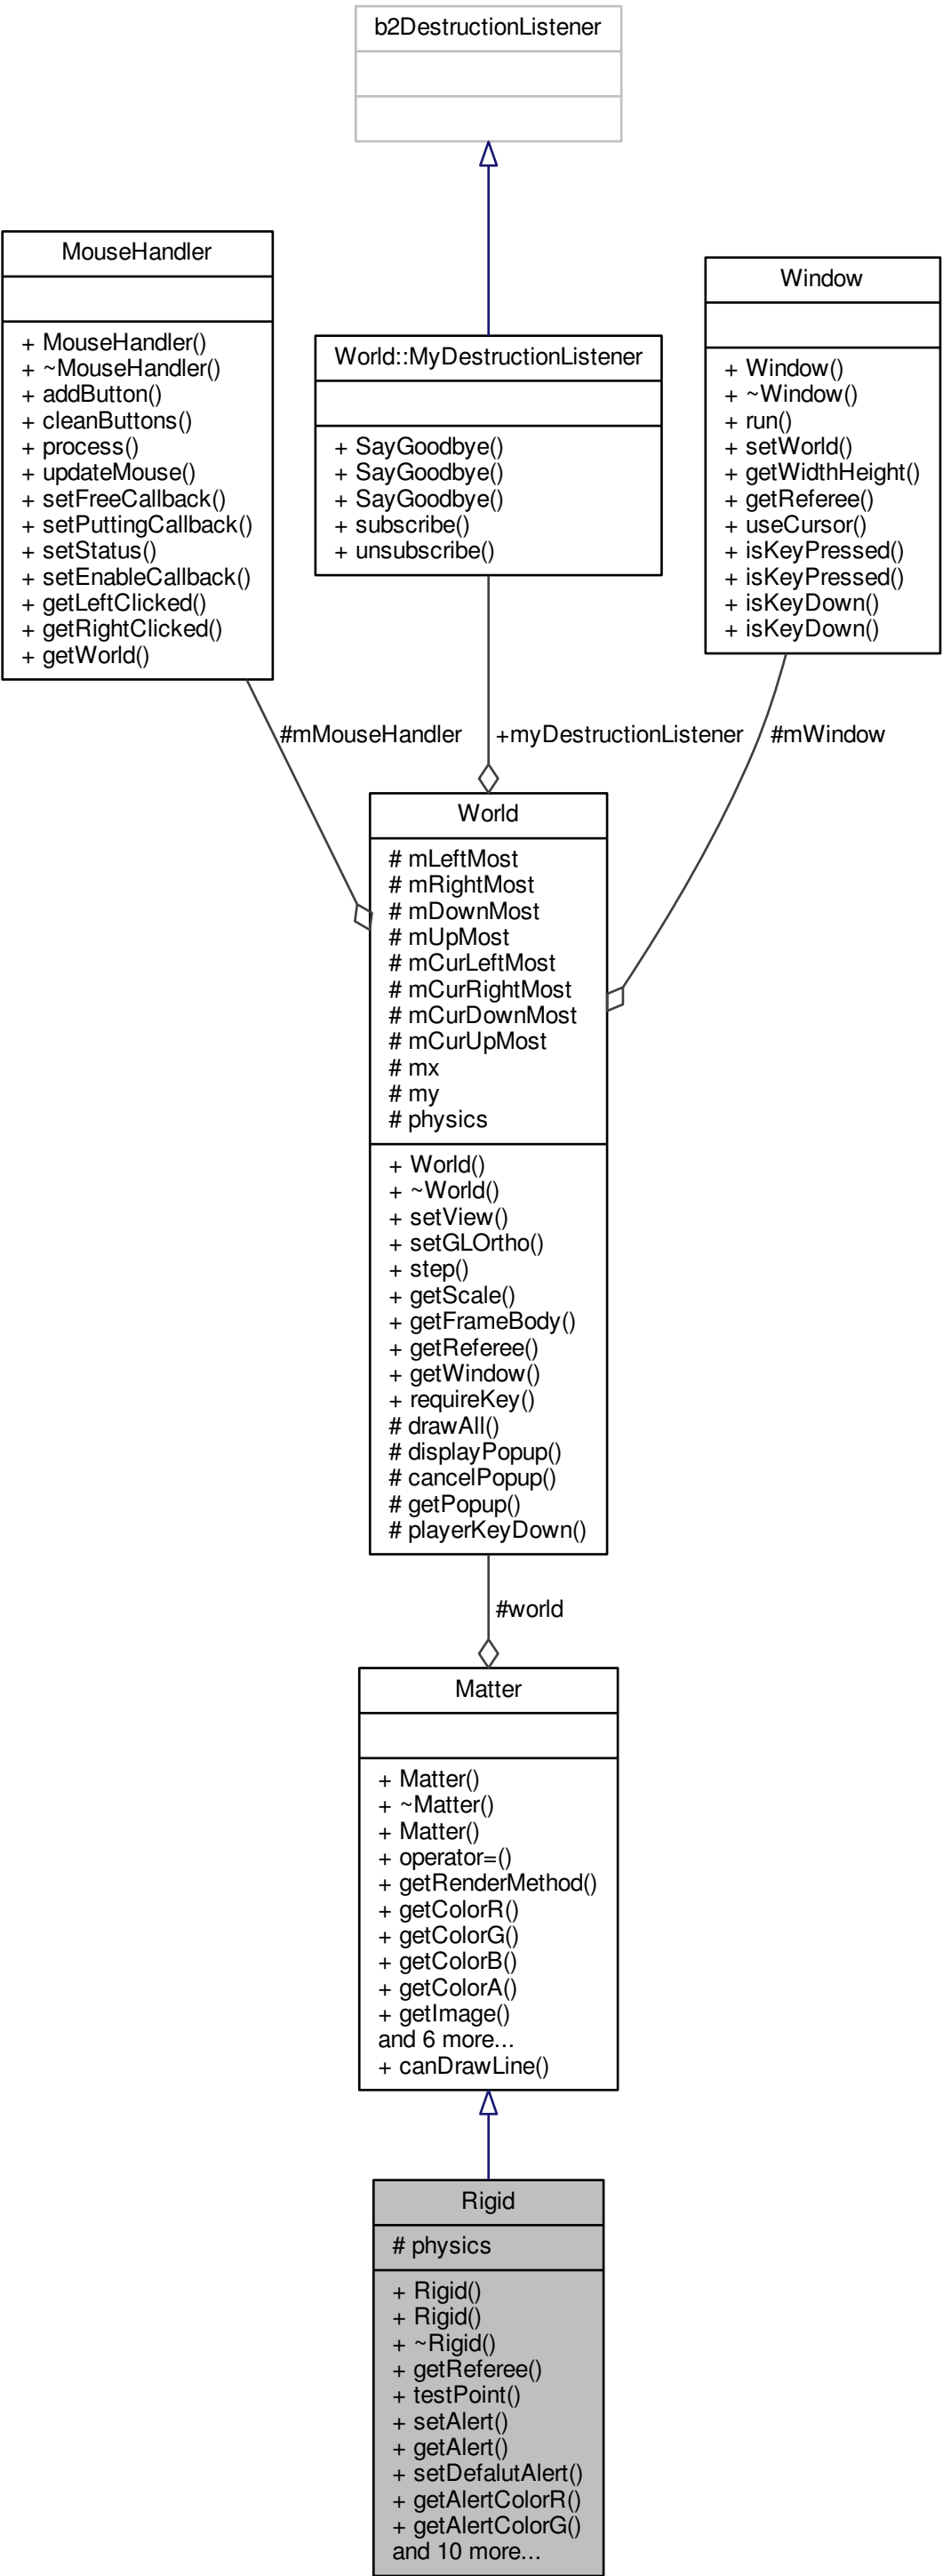 b2DestructionListener
MouseHandler
+ MouseHandler()
+ ~MouseHandler()
+ addButton()
+ cleanButtons()
+ process()
+ updateMouse()
+ setFreeCallback()
+ setPuttingCallback()
+ setStatus()
+ setEnableCallback()
+ getLeftClicked()
+ getRightClicked()
+ getWorld()
World::MyDestructionListener
+ SayGoodbye()
+ SayGoodbye()
+ SayGoodbye()
+ subscribe()
+ unsubscribe()
Window
+ Window()
+ ~Window()
+ run()
+ setWorld()
+ getWidthHeight()
+ getReferee()
+ useCursor()
+ isKeyPressed()
+ isKeyPressed()
+ isKeyDown()
+ isKeyDown()
#mMouseHandler
+myDestructionListener
#mWindow
World
# mLeftMost
# mRightMost
# mDownMost
# mUpMost
# mCurLeftMost
# mCurRightMost
# mCurDownMost
# mCurUpMost
# mx
# my
# physics
+ World()
+ ~World()
+ setView()
+ setGLOrtho()
+ step()
+ getScale()
+ getFrameBody()
+ getReferee()
+ getWindow()
+ requireKey()
# drawAll()
# displayPopup()
# cancelPopup()
# getPopup()
# playerKeyDown()
#world
Matter
+ Matter()
+ ~Matter()
+ Matter()
+ operator=()
+ getRenderMethod()
+ getColorR()
+ getColorG()
+ getColorB()
+ getColorA()
+ getImage()
and 6 more...
+ canDrawLine()
Rigid
# physics
+ Rigid()
+ Rigid()
+ ~Rigid()
+ getReferee()
+ testPoint()
+ setAlert()
+ getAlert()
+ setDefalutAlert()
+ getAlertColorR()
+ getAlertColorG()
and 10 more...